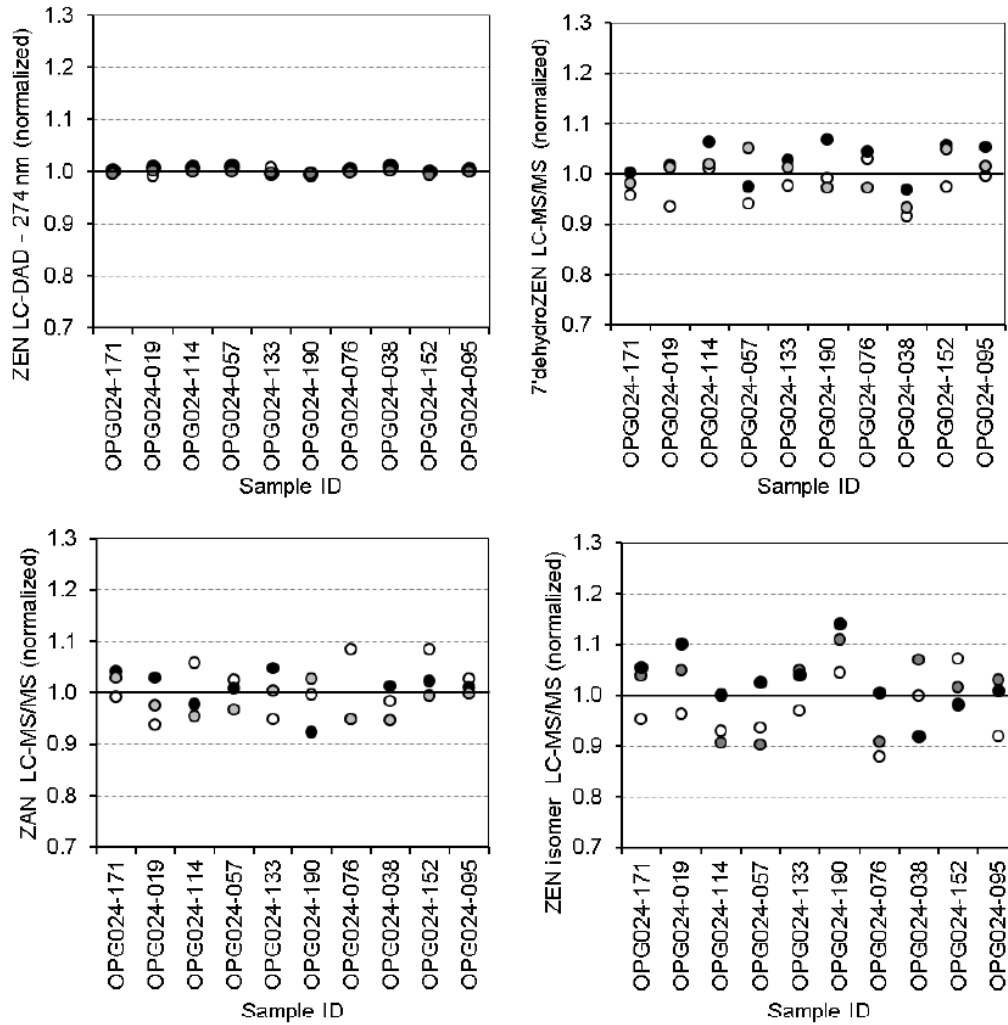 ZEN LC-DAD - 274 nm (normalized)
1.3
1.2
1.1
1.0
0.9
0.8
0.7
OPG024-171
OPG024-019
OPG024-114
OPG024-057
OPG024-133
OPG024-190
OPG024-076
OPG024-038
OPG024-152
OPG024-095
Sample ID
7'dehydroZEN LC-MS/MS (normalized)
1.3
1.2
1.1
1.0
0.9
0.8
0.7
OPG024-171
OPG024-019
OPG024-114
OPG024-057
OPG024-133
OPG024-190
OPG024-076
OPG024-038
OPG024-152
OPG024-095
Sample ID
ZAN LC-MS/MS (normalized)
1.3
1.2
1.1
1.0
0.9
0.8
0.7
OPG024-171
OPG024-019
OPG024-114
OPG024-057
OPG024-133
OPG024-190
OPG024-076
OPG024-038
OPG024-152
OPG024-095
Sample ID
ZEN isomer LC-MS/MS (normalized)
1.3
1.2
1.1
1.0
0.9
0.8
0.7
OPG024-171
OPG024-019
OPG024-114
OPG024-057
OPG024-133
OPG024-190
OPG024-076
OPG024-038
OPG024-152
OPG024-095
Sample ID